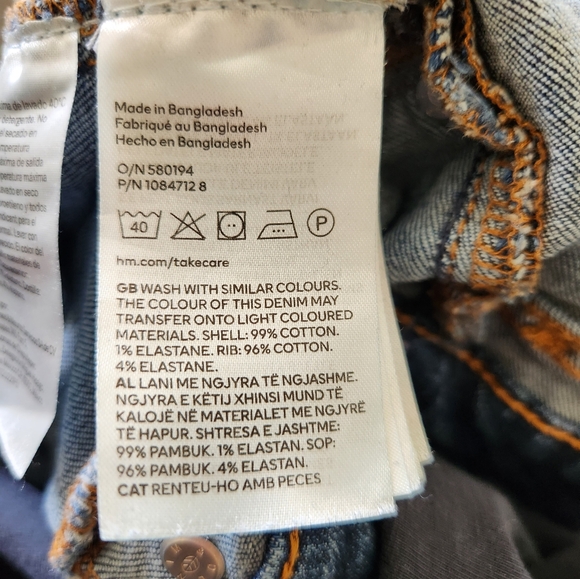 Made in Bangladesh
Fabriqué au Bangladesh
Hecho en Bangladesh
O/N 580194
P/N 1084712 8
40
P
hm.com/takecare
GB WASH WITH SIMILAR COLOURS.
THE COLOUR OF THIS DENIM MAY
TRANSFER ONTO LIGHT COLOURED
MATERIALS. SHELL: 99% COTTON.
1% ELASTANE. RIB: 96% COTTON.
4% ELASTANE.
AL LANI ME NGJYRA TË NGJASHME.
NGJYRA E KËTIJ XHINSI MUND TË
KALOJË NË MATERIALET ME NGJYRË
TË HAPUR. SHTRESA E JASHTME:
99% PAMBUK. 1% ELASTAN. SOP:
96% PAMBUK. 4% ELASTAN.
CAT RENTEU-HO AMB PECES